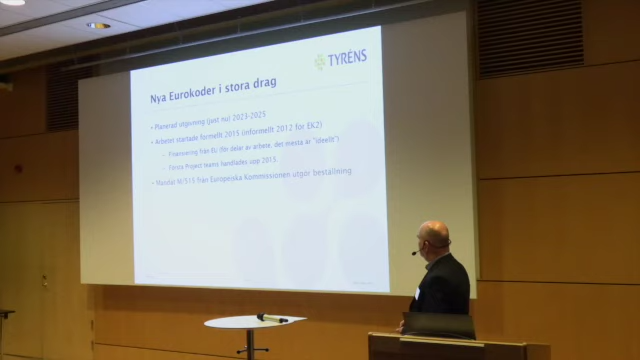 TYRÉNS
Nya Eurokoder i stora drag
• Planerad utgivning (just nu) 2023-2025
• Arbetet startade formellt 2015 (informellt 2012 for EK2)
– Finansiering från EU (för delar av arbete, det mesta är "ideellt")
– Första Project teams handlades upp 2015.
• Mandat M/515 från Europeiska Kommissionen utgör beställning